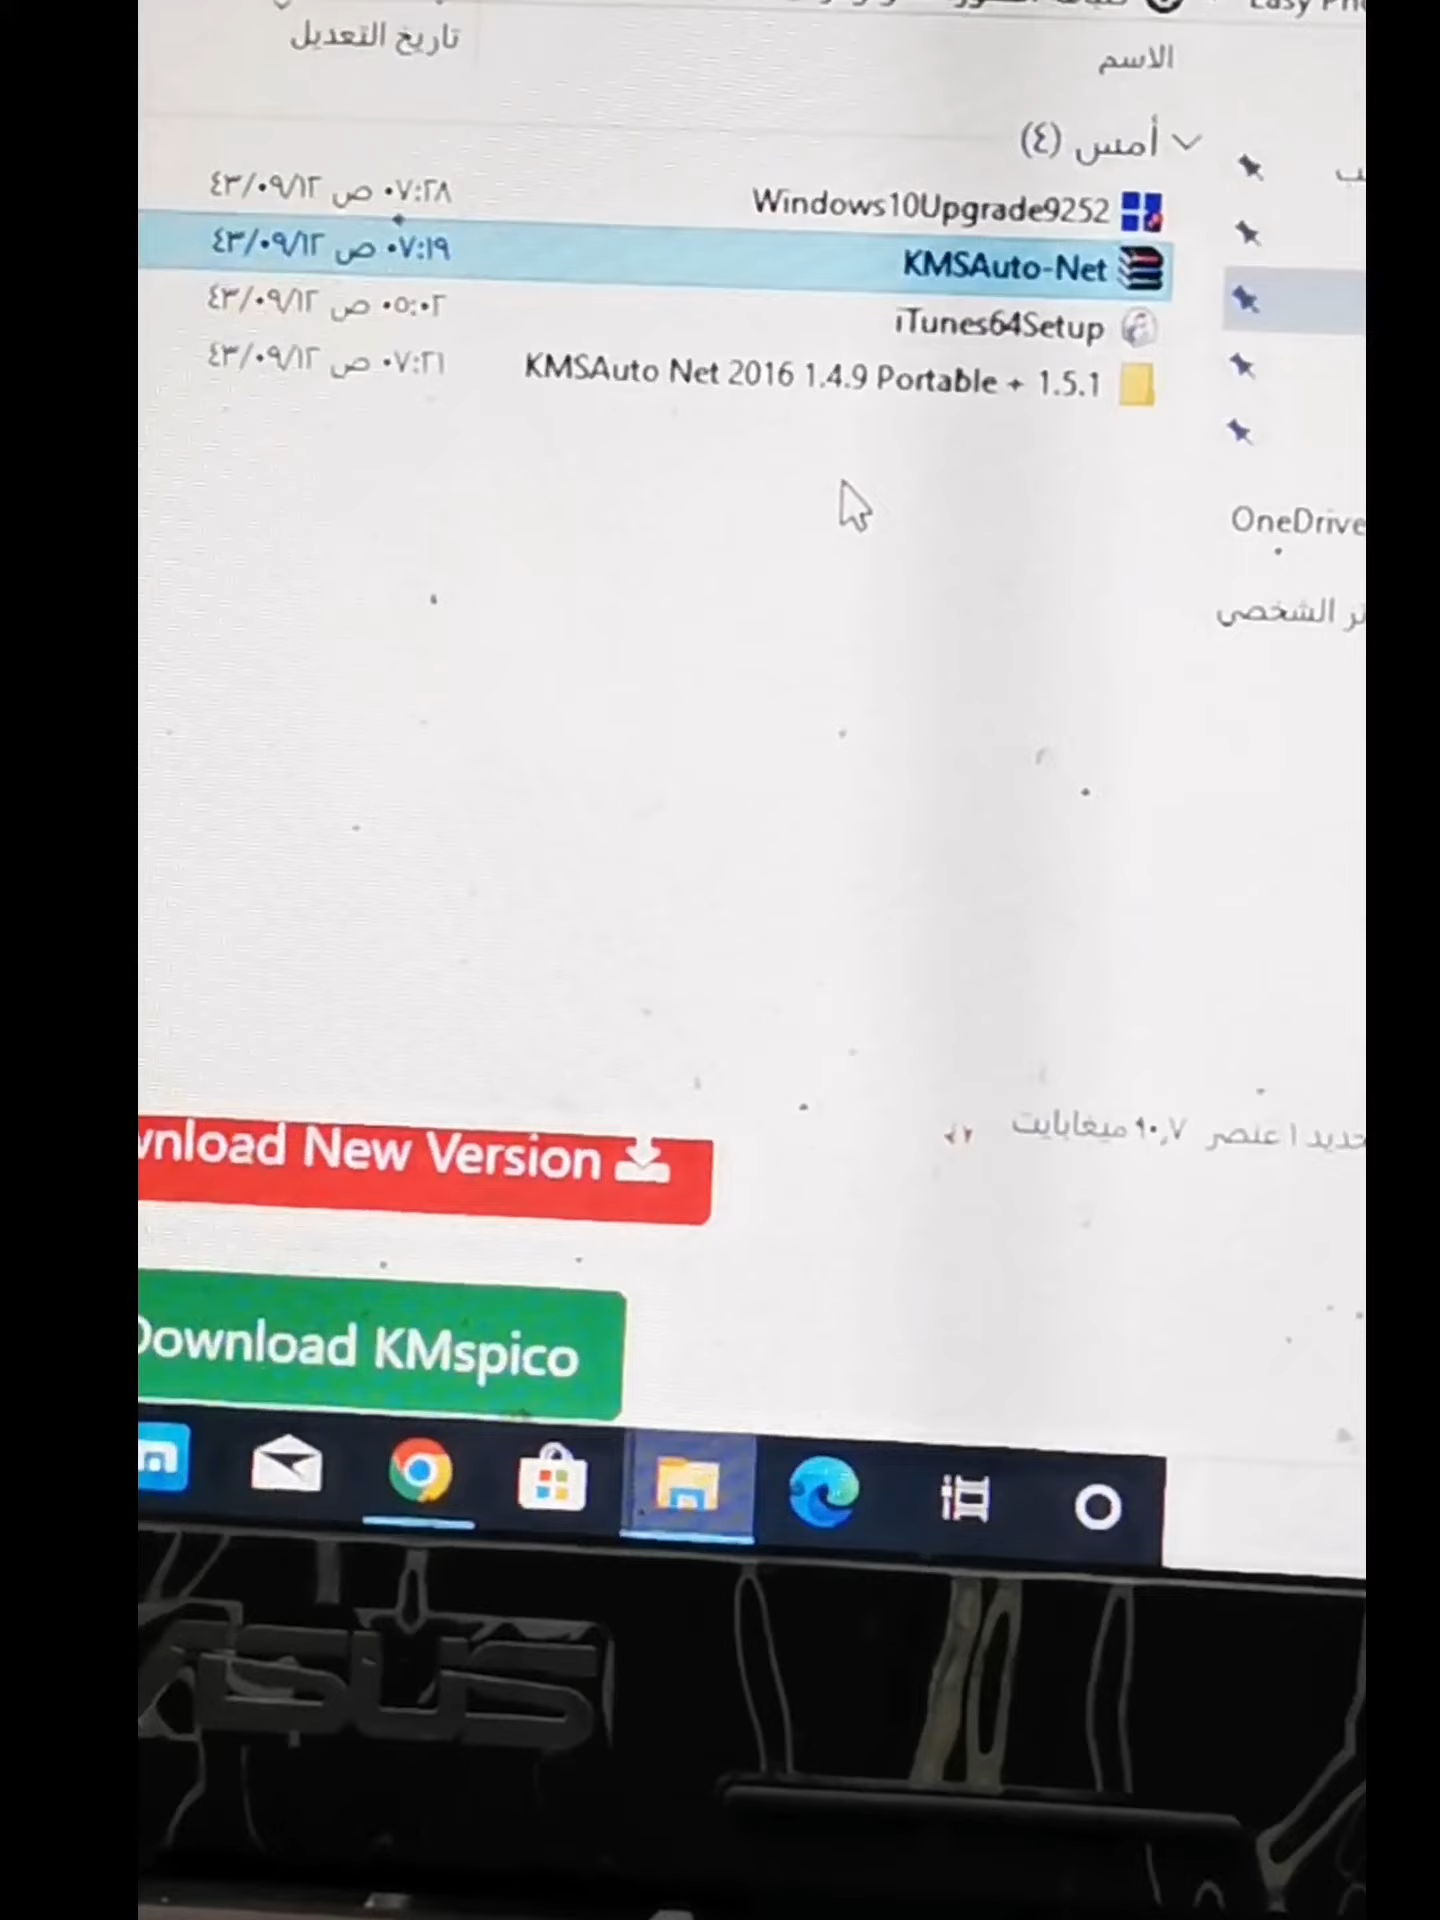 الاسم
تاريخ التعديل
أمس (٤)
Windows10Upgrade9252
٠٧:٢٨ ص ٤٣/٠٩/١٢
KMSAuto-Net
٠٧:١٩ ص ٤٣/٠٩/١٢
iTunes64Setup
٠٥:٠٢ ص ٤٣/٠٩/١٢
KMSAuto Net 2016 1.4.9 Portable + 1.5.1
٠٧:٢١ ص ٤٣/٠٩/١٢
OneDrive
الشخصي
١ عنصر ٩٠,٧ ميغابايت
wnload New Version
Download KMspico
ASUS